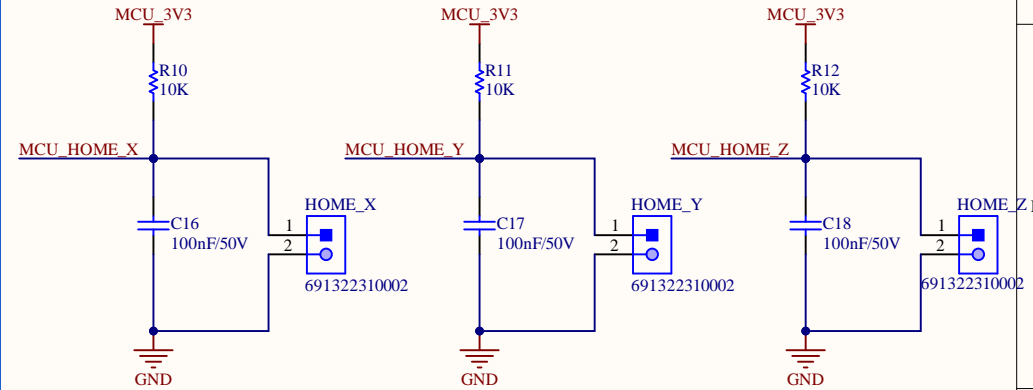 MCU_3V3
R10
10K
MCU_HOME_X
C16
100nF/50V
HOME_X
1
2
691322310002
GND
MCU_3V3
R11
10K
MCU_HOME_Y
C17
100nF/50V
HOME_Y
1
2
691322310002
GND
MCU_3V3
R12
10K
MCU_HOME_Z
C18
100nF/50V
HOME_Z
1
2
691322310002
GND